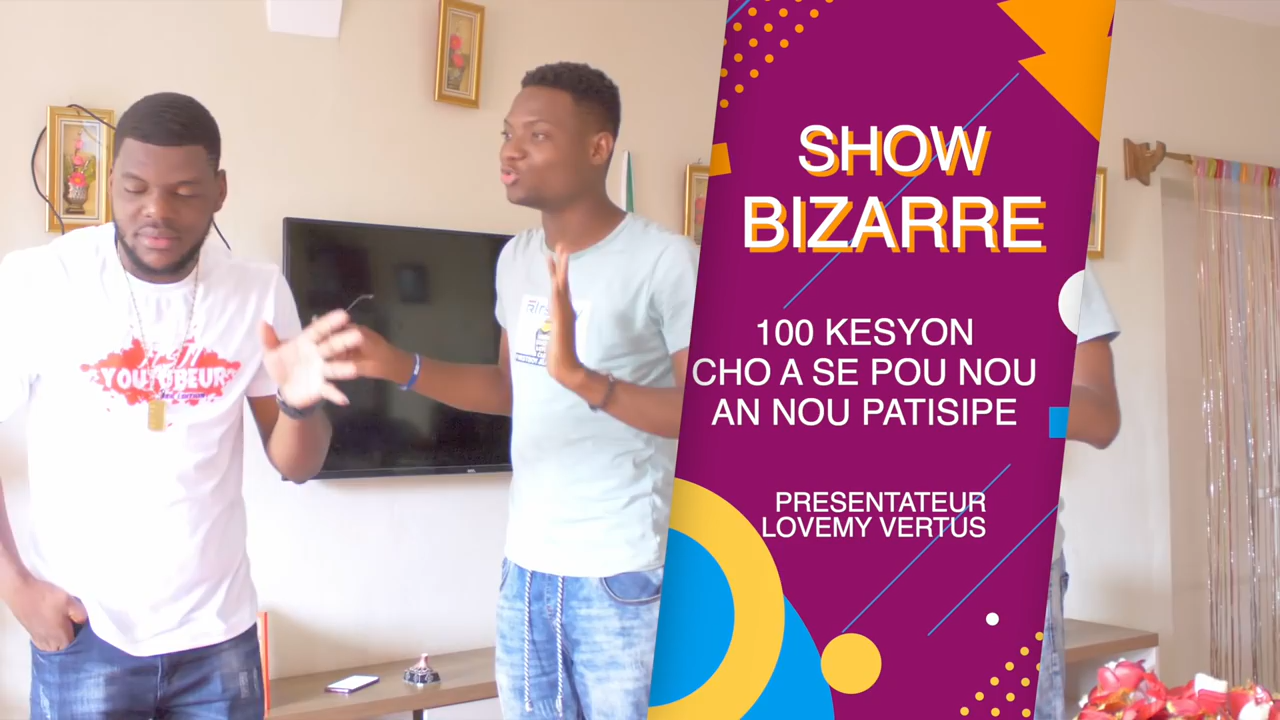 YOUTUBEUR
SHOW
BIZARRE
100 KESYON
CHO A SE POU NOU
AN NOU PATISIPE
PRESENTATEUR
LOVEMY VERTUS